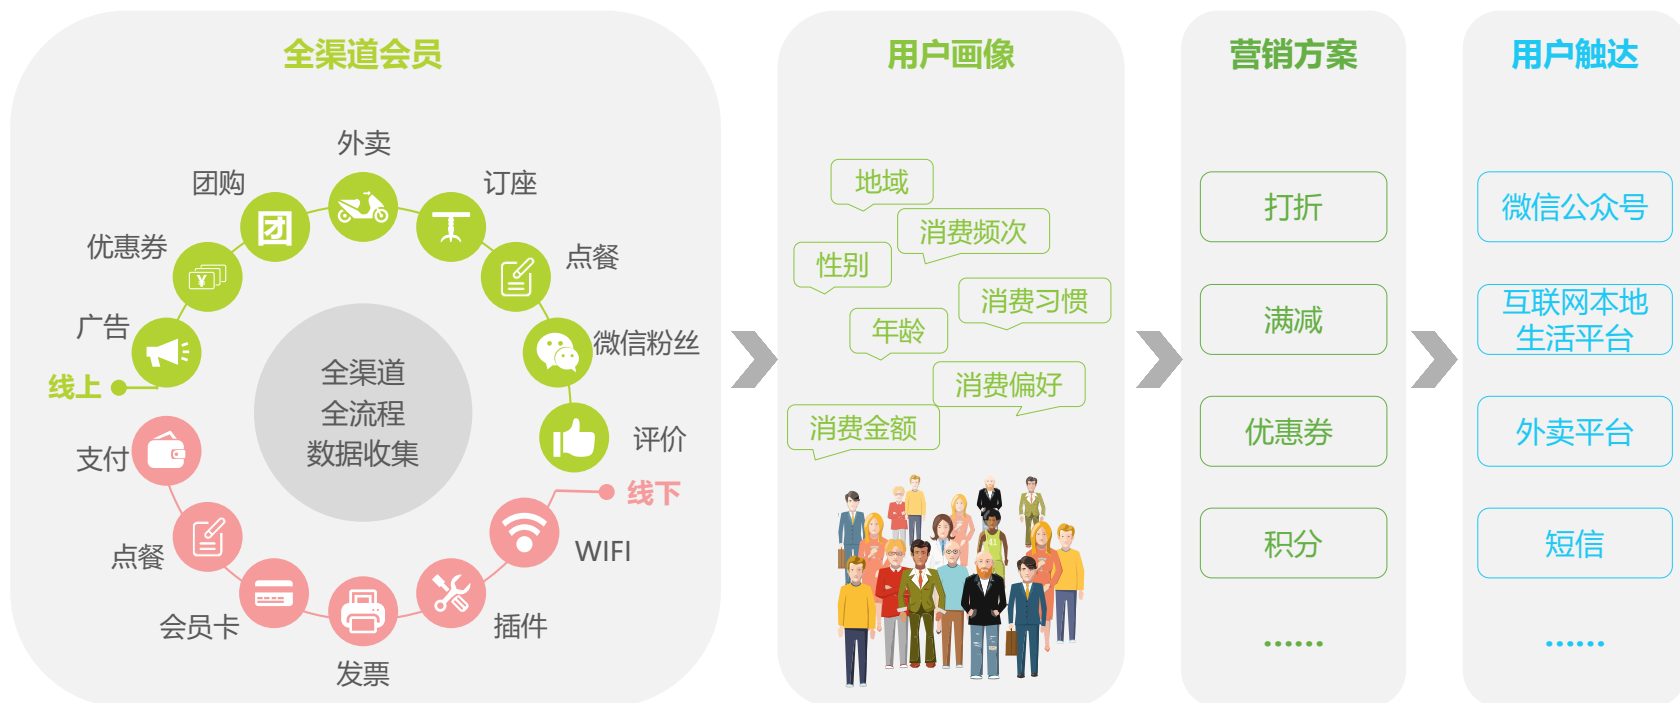 全渠道会员
外卖
团购
订座
团
优惠券
点餐
¥
广告
微信粉丝
线上
全渠道
全流程
数据收集
评价
支付
线下
点餐
WIFI
会员卡
插件
发票
用户画像
地域
消费频次
性别
消费习惯
年龄
消费偏好
消费金额
营销方案
打折
满减
优惠券
积分
……
用户触达
微信公众号
互联网本地
生活平台
外卖平台
短信
……